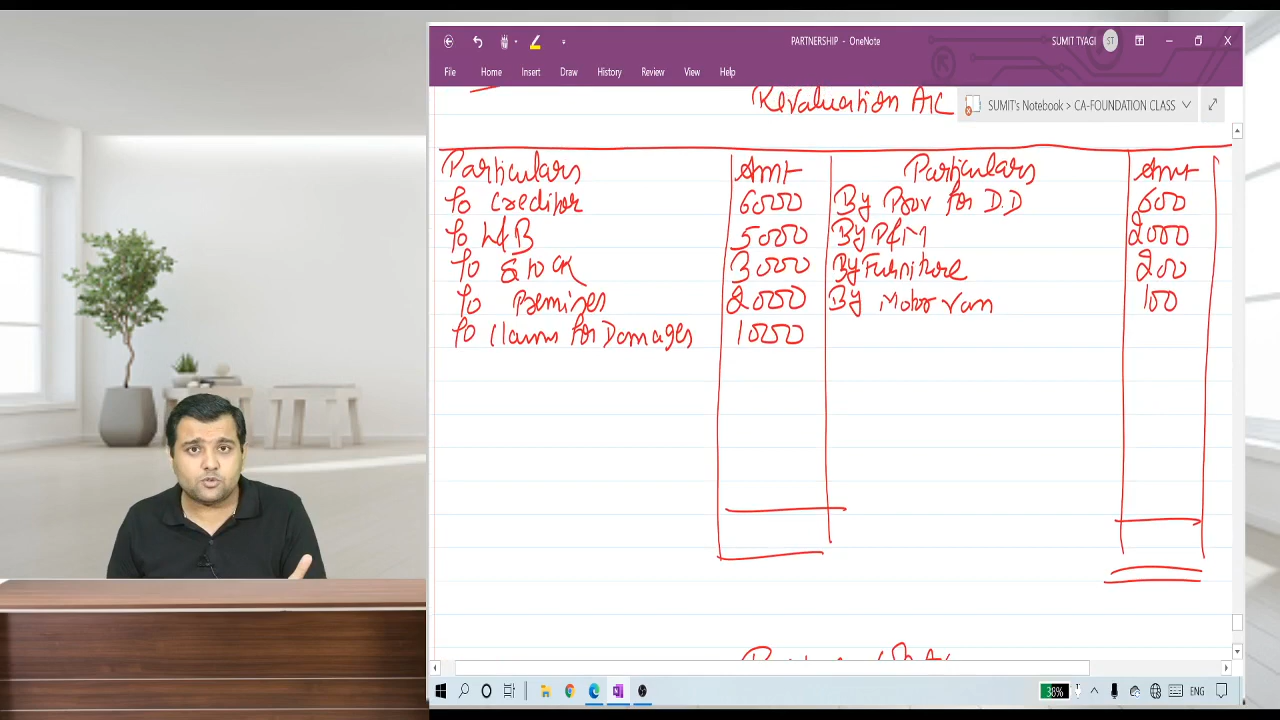 PARTNERSHIP - OneNote
SUMIT TYAGI ST
File Home Insert Draw History Review View Help
Revaluation A/c
SUMIT's Notebook > CA-FOUNDATION CLASS
Particulars Amt Particulars Amt
To Creditor 6000 By Prov for D.D 600
To L&B 5000 By P&M 2000
To Stock 3000 By Furniture 200
To Premises 2000 By Motor van 100
To Claims for Damages 1000
38%
ENG